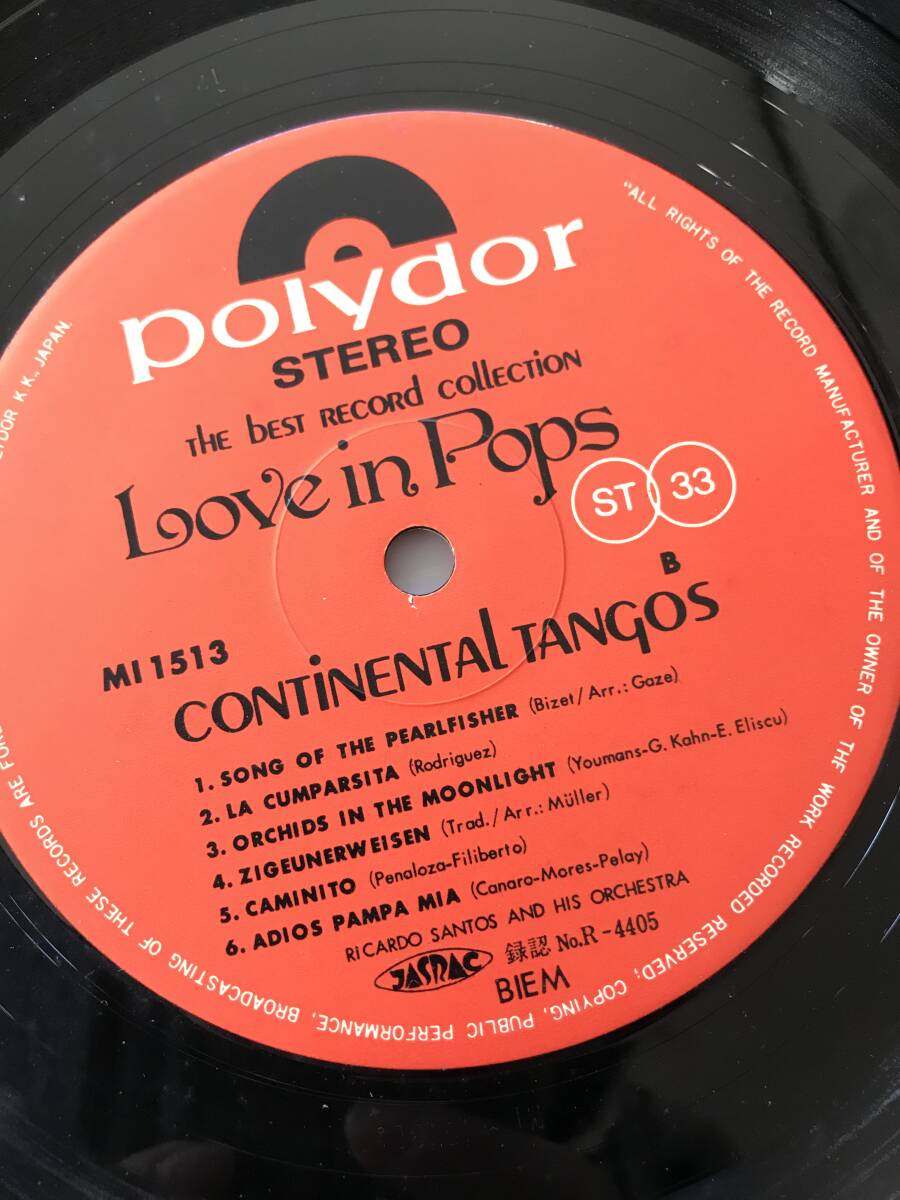 polydor
STEREO
THE BEST RECORD COLLECTION
Love in Pops
ST 33
B
MI 1513
CONTINENTAL TANGOS
1. SONG OF THE PEARLFISHER (Bizet/Arr.: Gaze)
2. LA CUMPARSITA (Rodriguez)
3. ORCHIDS IN THE MOONLIGHT (Youmans-G. Kahn-E. Eliscu)
4. ZIGEUNERWEISEN (Trad./Arr.: Müller)
5. CAMINITO (Penaloza-Filiberto)
6. ADIOS PAMPA MIA (Canaro-Mores-Pelay)
RICARDO SANTOS AND HIS ORCHESTRA
JASRAC 録認 No.R-4405
BIEM
"ALL RIGHTS OF THE RECORD MANUFACTURER AND OF THE OWNER OF THE WORK RECORDED RESERVED; COPYING, PUBLIC PERFORMANCE, BROADCASTING OF THESE RECORDS ARE
K.K., JAPAN.